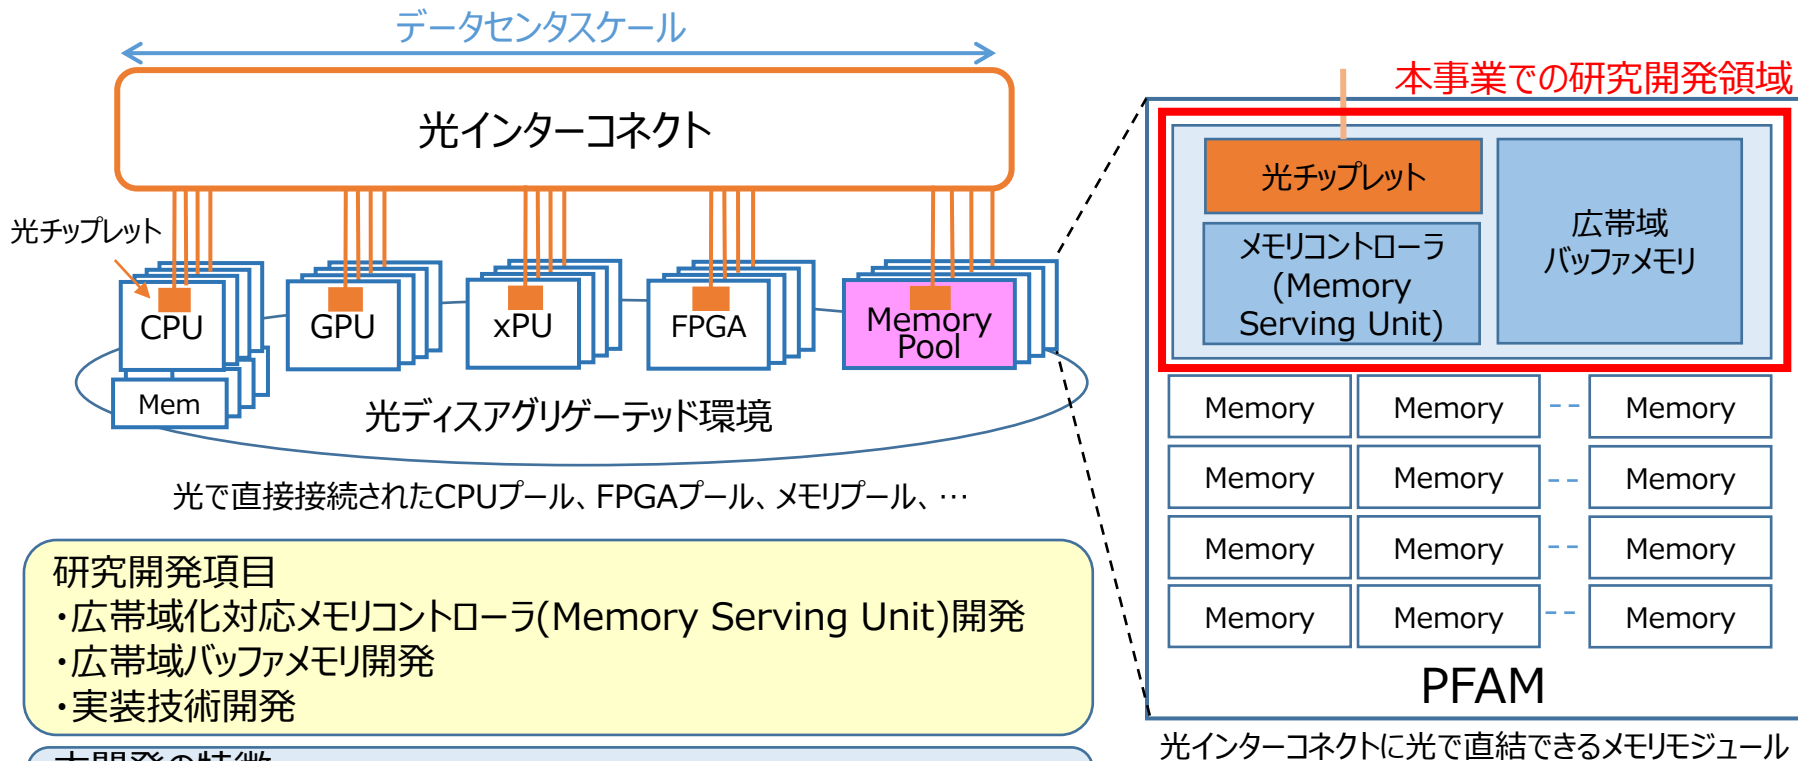 データセンタスケール
光インターコネクト
光チップレット
CPU
GPU
xPU
FPGA
Memory
Pool
Mem
光ディスアグリゲーテッド環境
光で直接接続されたCPUプール、FPGAプール、メモリプール、…
研究開発項目
・広帯域化対応メモリコントローラ(Memory Serving Unit)開発
・広帯域バッファメモリ開発
・実装技術開発
本開発の特徴
本事業での研究開発領域
光チップレット
メモリコントローラ
(Memory
Serving Unit)
広帯域
バッファメモリ
Memory Memory -- Memory
Memory Memory -- Memory
Memory Memory -- Memory
Memory Memory -- Memory
PFAM
光インターコネクトに光で直結できるメモリモジュール